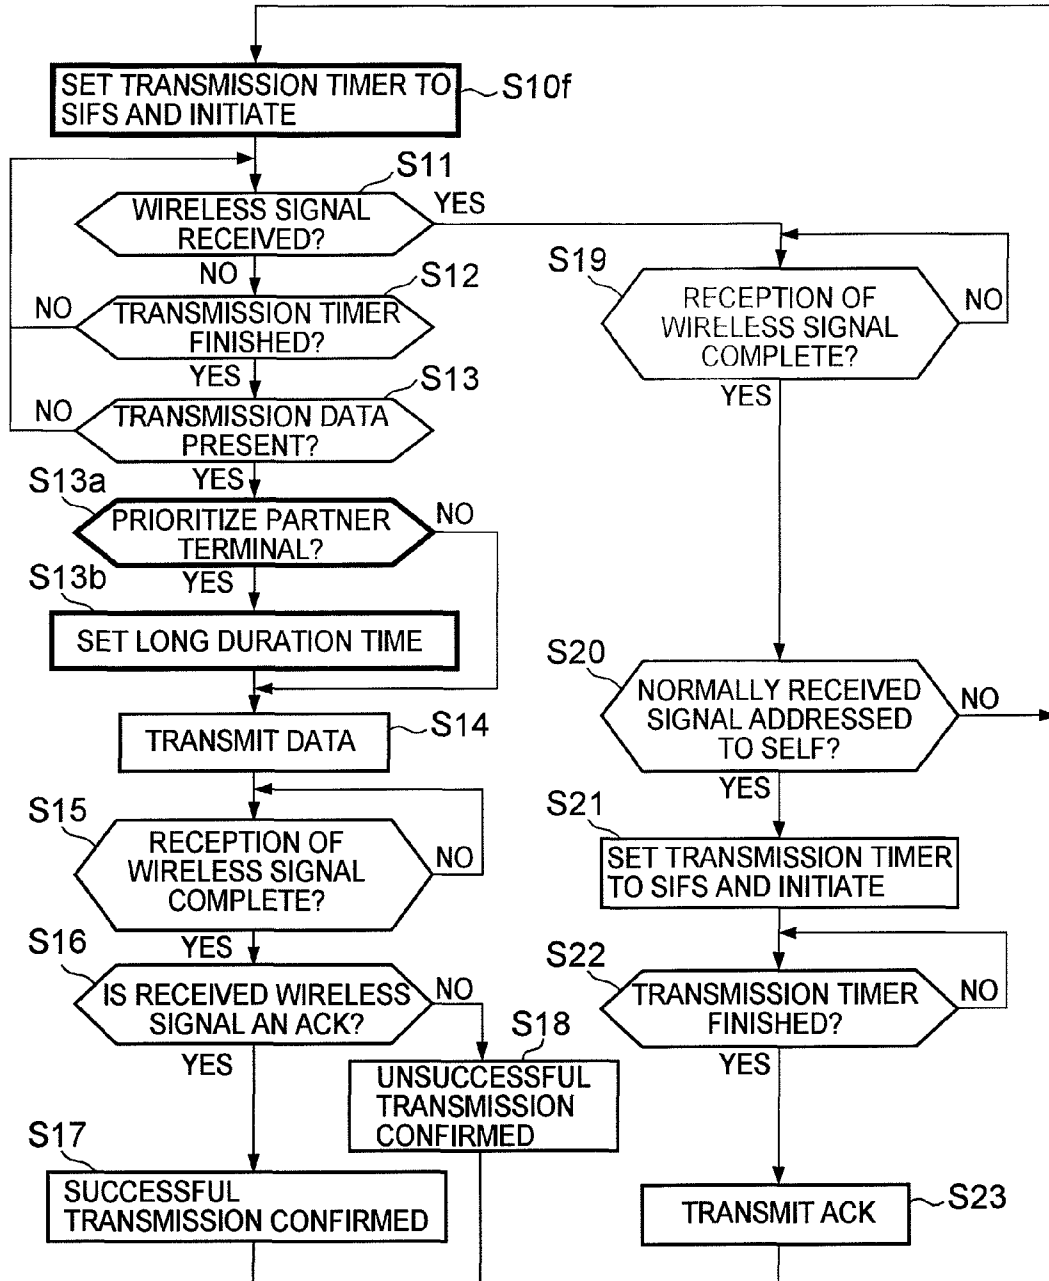 SET TRANSMISSION TIMER TO
SIFS AND INITIATE
S10f
S11
WIRELESS SIGNAL
RECEIVED?
YES
NO
S12
TRANSMISSION TIMER
FINISHED?
NO
YES
S13
TRANSMISSION DATA
PRESENT?
NO
YES
S13a
PRIORITIZE PARTNER
TERMINAL?
NO
YES
S13b
SET LONG DURATION TIME
S14
TRANSMIT DATA
S15
RECEPTION OF
WIRELESS SIGNAL
COMPLETE?
NO
YES
S16
IS RECEIVED WIRELESS
SIGNAL AN ACK?
NO
YES
S18
UNSUCCESSFUL
TRANSMISSION
CONFIRMED
S17
SUCCESSFUL
TRANSMISSION CONFIRMED
S19
RECEPTION OF
WIRELESS SIGNAL
COMPLETE?
NO
YES
S20
NORMALLY RECEIVED
SIGNAL ADDRESSED
TO SELF?
NO
YES
S21
SET TRANSMISSION TIMER
TO SIFS AND INITIATE
S22
TRANSMISSION TIMER
FINISHED?
NO
YES
S23
TRANSMIT ACK